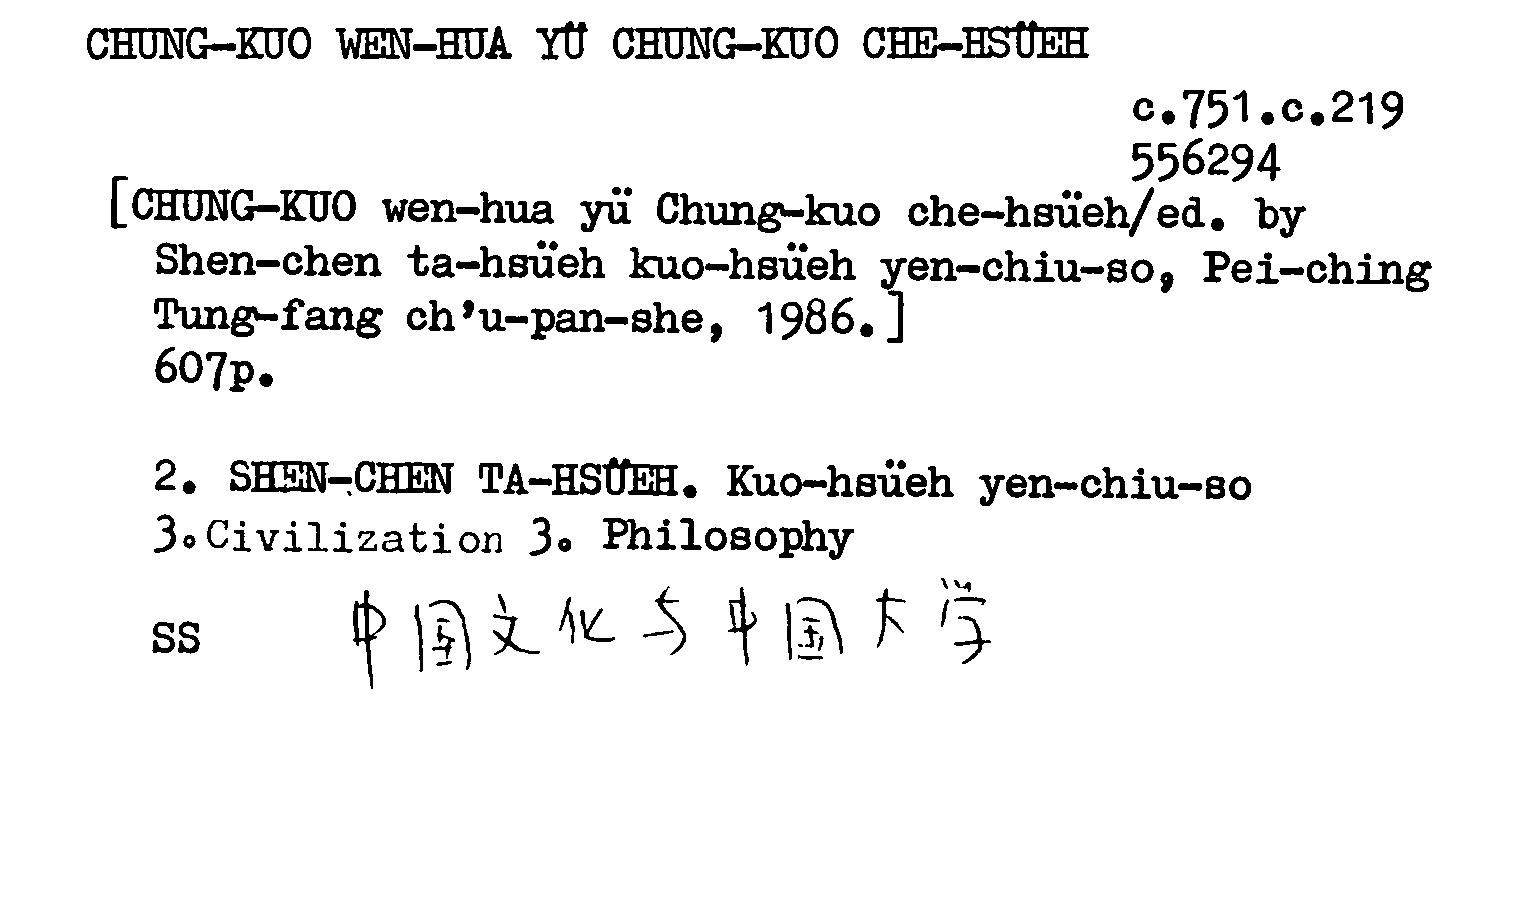 CHUNG-KUO WEN-HUA YÜ CHUNG-KUO CHE-HSÜEH
c.751.c.219
556294
[CHUNG-KUO wen-hua yü Chung-kuo che-hsüeh/ed. by
Shen-chen ta-hsüeh kuo-hsüeh yen-chiu-so, Pei-ching
Tung-fang ch'u-pan-she, 1986.]
607p.
2. SHEN-CHEN TA-HSÜEH. Kuo-hsüeh yen-chiu-so
3.Civilization 3. Philosophy
SS 中国文化与中国大学